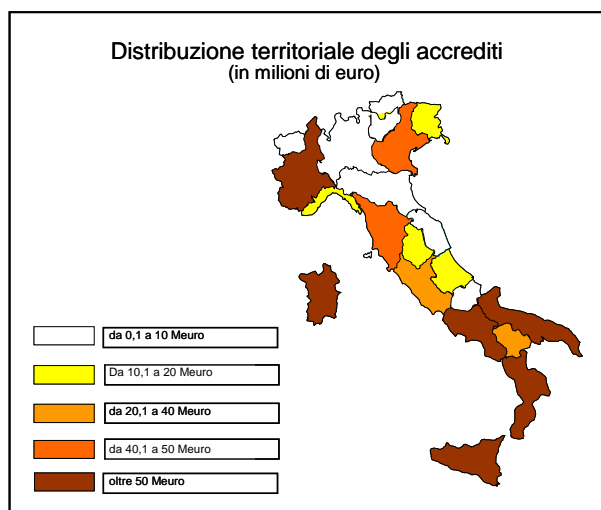 Distribuzione territoriale degli accrediti
(in milioni di euro)
da 0,1 a 10 Meuro
Da 10,1 a 20 Meuro
da 20,1 a 40 Meuro
da 40,1 a 50 Meuro
oltre 50 Meuro